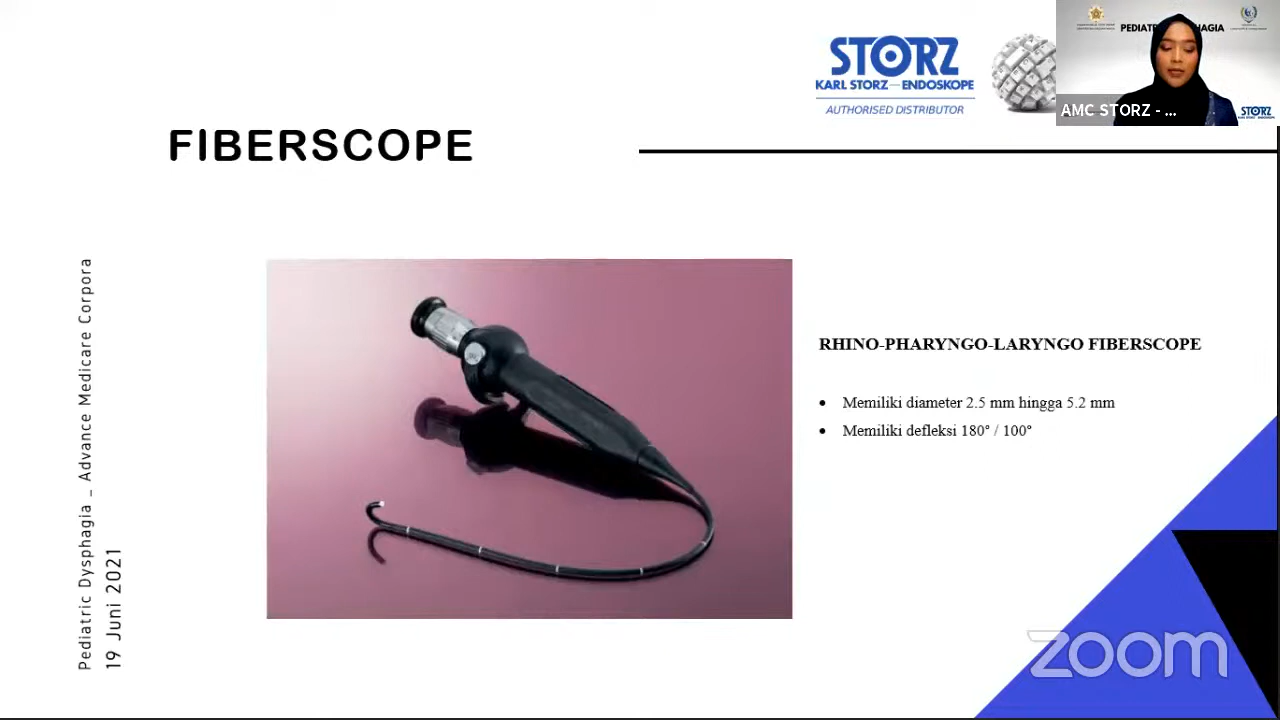 STORZ
KARL STORZ—ENDOSKOPE
AUTHORISED DISTRIBUTOR
AMC STORZ - ...
STORZ
FIBERSCOPE
Pediatric Dysphagia _ Advance Medicare Corpora
19 Juni 2021
RHINO-PHARYNGO-LARYNGO FIBERSCOPE
• Memiliki diameter 2.5 mm hingga 5.2 mm
• Memiliki defleksi 180° / 100°
zoom